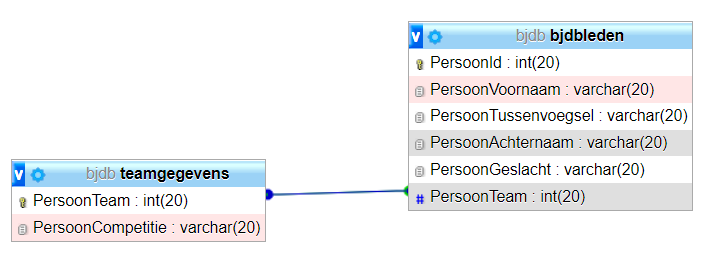 v bjdb bjdbleden
PersoonId : int(20)
PersoonVoornaam : varchar(20)
PersoonTussenvoegsel : varchar(20)
PersoonAchternaam : varchar(20)
PersoonGeslacht : varchar(20)
# PersoonTeam : int(20)
v bjdb teamgegevens
PersoonTeam : int(20)
PersoonCompetitie : varchar(20)